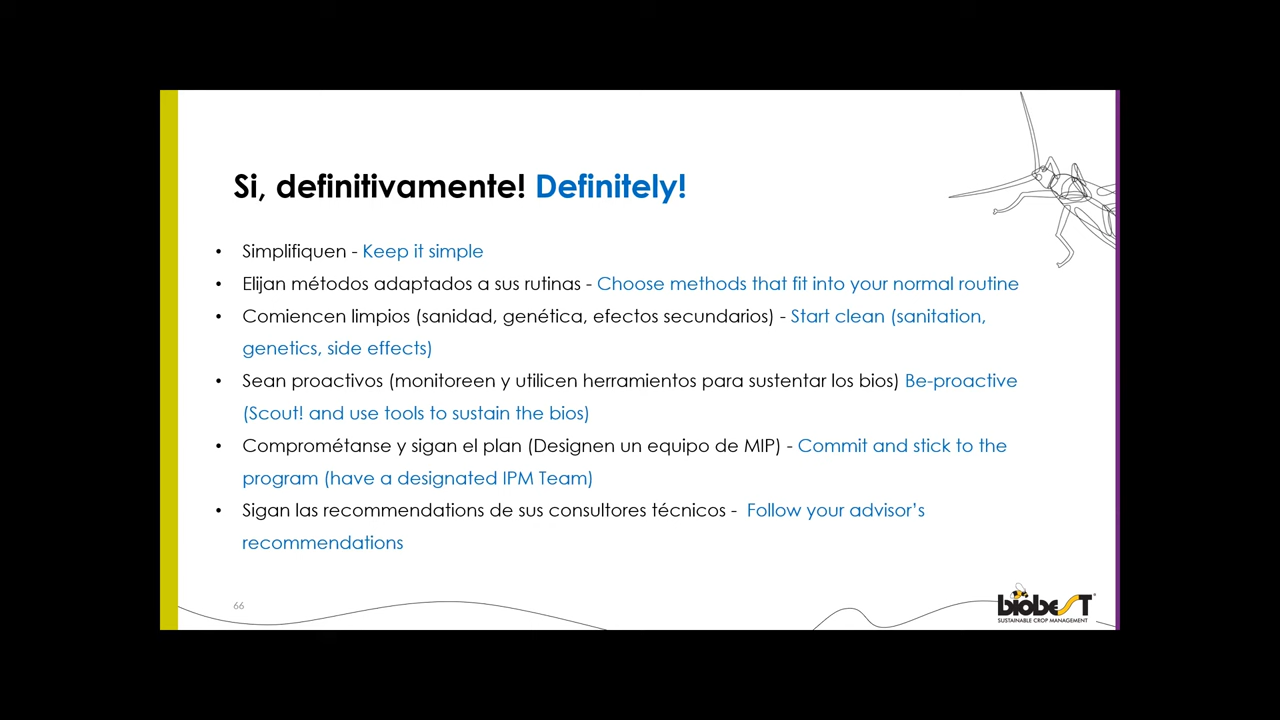 Si, definitivamente! Definitely!
• Simplifiquen - Keep it simple
• Elijan métodos adaptados a sus rutinas - Choose methods that fit into your normal routine
• Comiencen limpios (sanidad, genética, efectos secundarios) - Start clean (sanitation,
genetics, side effects)
• Sean proactivos (monitoreen y utilicen herramientos para sustentar los bios) Be-proactive
(Scout! and use tools to sustain the bios)
• Comprométanse y sigan el plan (Designen un equipo de MIP) - Commit and stick to the
program (have a designated IPM Team)
• Sigan las recommendations de sus consultores técnicos - Follow your advisor's
recommendations
66
biobesT®
SUSTAINABLE CROP MANAGEMENT